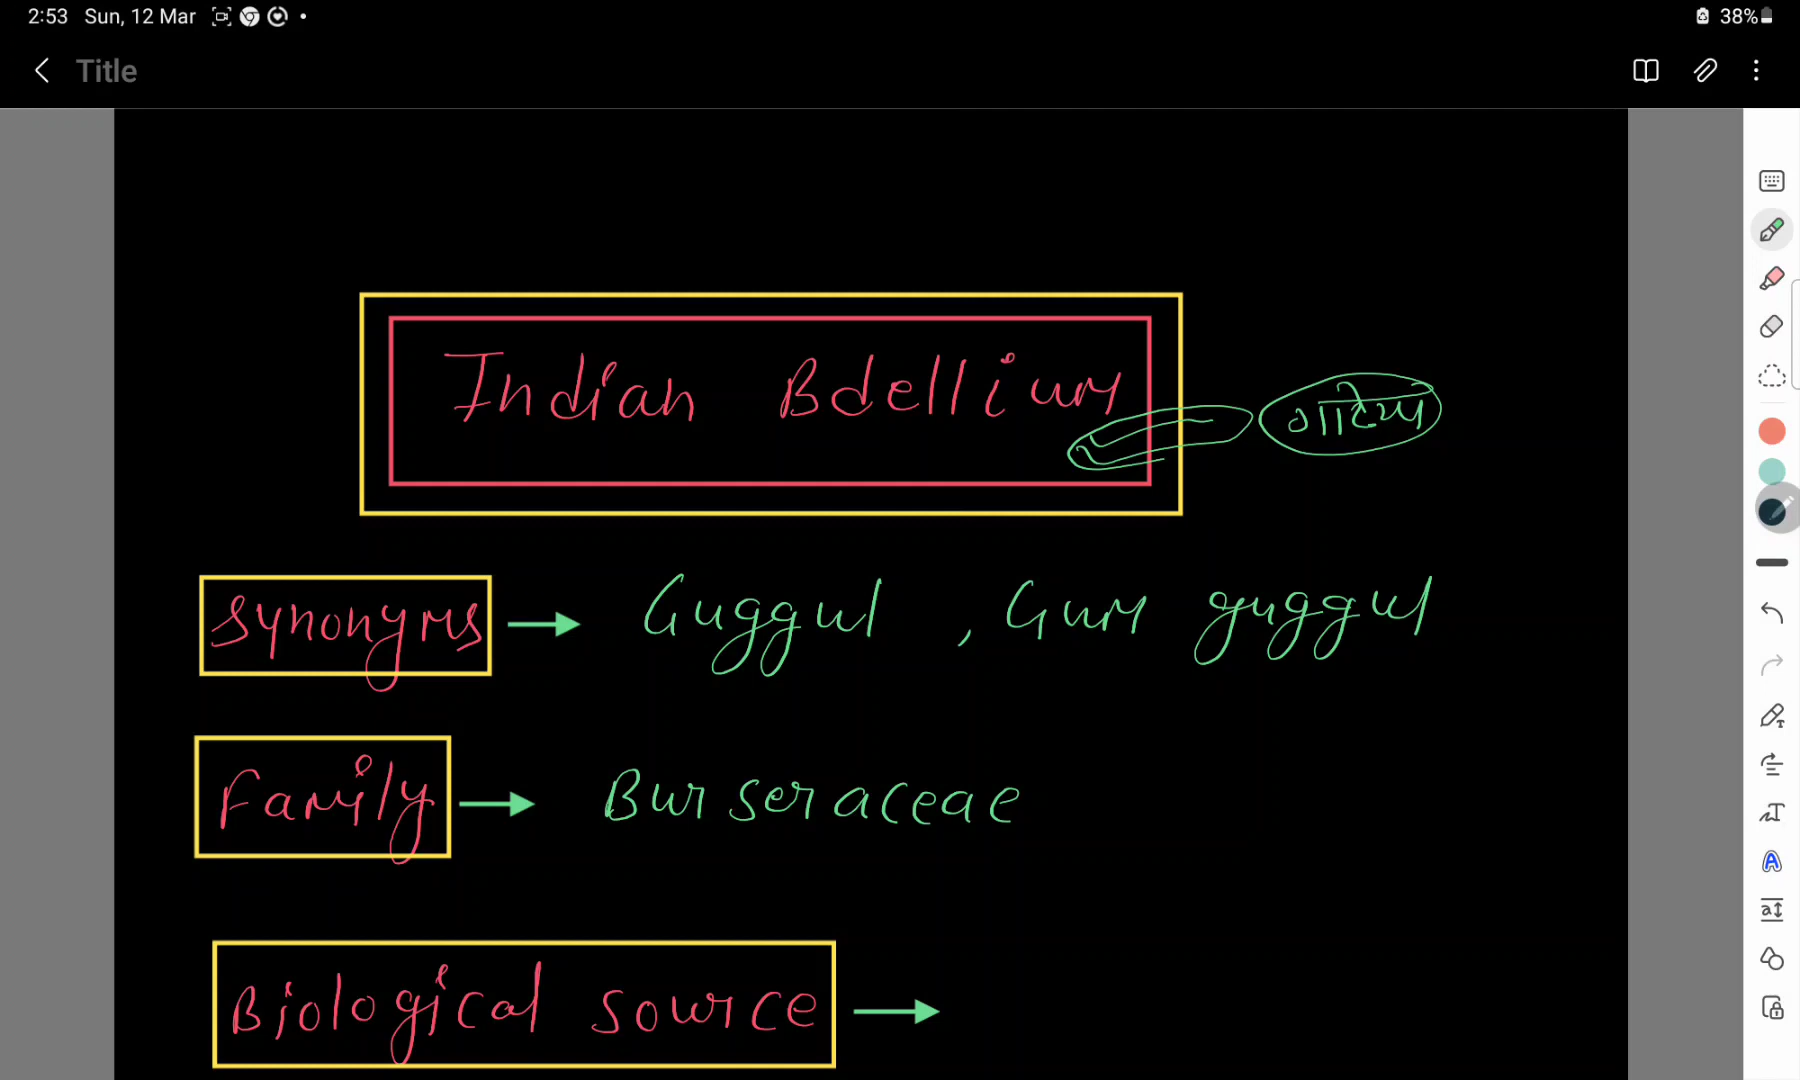 2:53 Sun, 12 Mar
38%
Title
Indian Bdellium
Synonyms → Guggul , Gum guggul
Family → Burseraceae
Biological source →